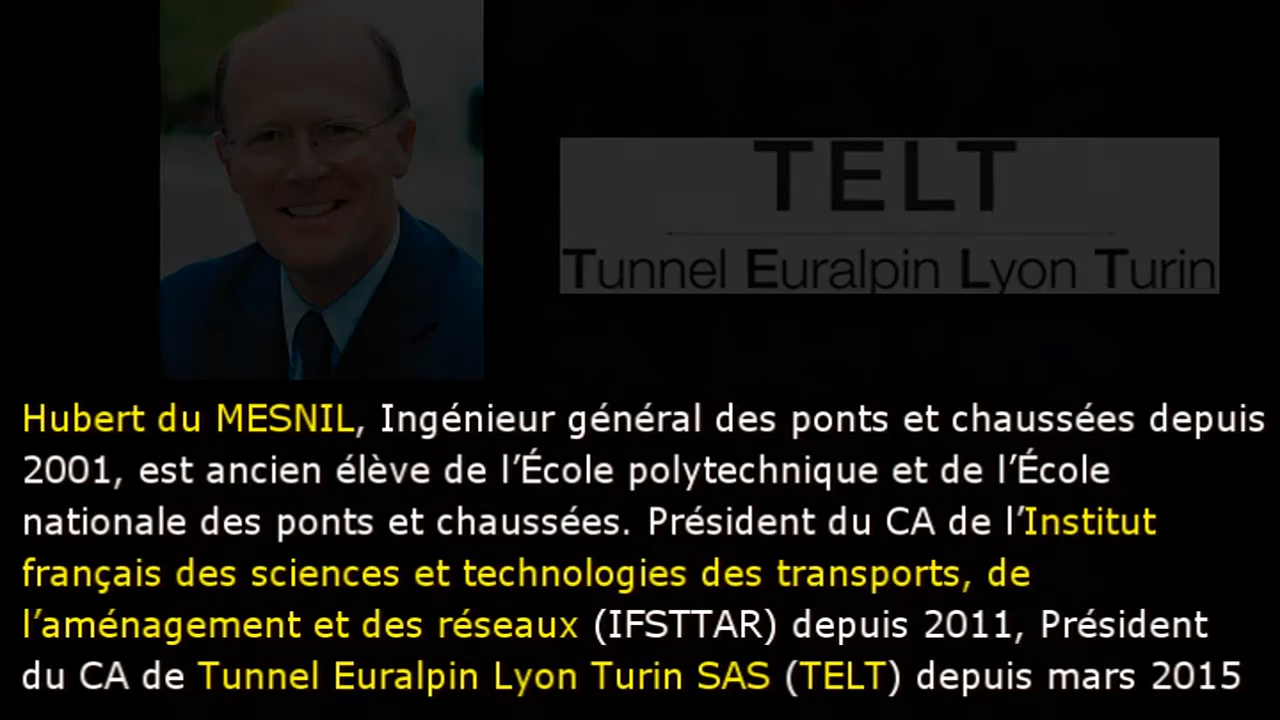 TELT
Tunnel Euralpin Lyon Turin
Hubert du MESNIL, Ingénieur général des ponts et chaussées depuis
2001, est ancien élève de l’École polytechnique et de l’École
nationale des ponts et chaussées. Président du CA de l’Institut
français des sciences et technologies des transports, de
l’aménagement et des réseaux (IFSTTAR) depuis 2011, Président
du CA de Tunnel Euralpin Lyon Turin SAS (TELT) depuis mars 2015